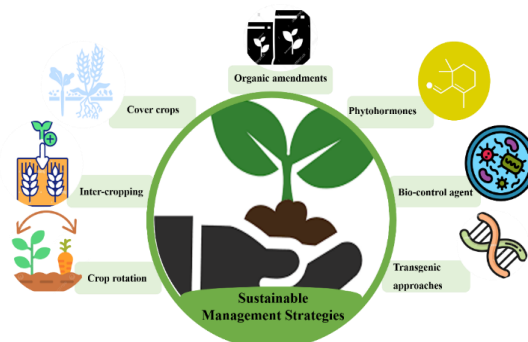 Organic amendments
Cover crops
Phytohormones
Inter-cropping
Bio-control agent
Crop rotation
Transgenic
approaches
Sustainable
Management Strategies